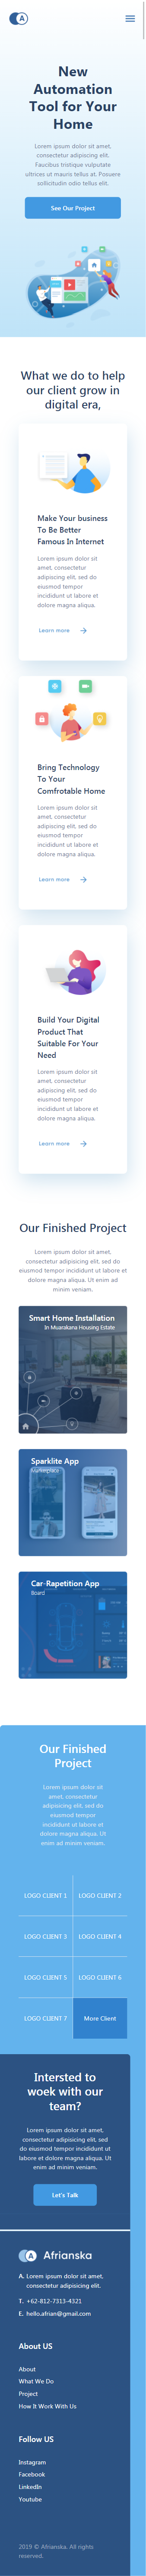 A
New
Automation
Tool for Your
Home
Lorem ipsum dolor sit amet,
consectetur adipiscing elit.
Faucibus tristique vulputate
ultrices ut mauris tellus at. Posuere
sollicitudin odio tellus elit.
See Our Project
What we do to help
our client grow in
digital era,
Make Your business
To Be Better
Famous In Internet
Lorem ipsum dolor sit
amet, consectetur
adipiscing elit, sed do
eiusmod tempor
incididunt ut labore et
dolore magna aliqua.
Learn more
Bring Technology
To Your
Comfrotable Home
Lorem ipsum dolor sit
amet, consectetur
adipiscing elit, sed do
eiusmod tempor
incididunt ut labore et
dolore magna aliqua.
Learn more
Build Your Digital
Product That
Suitable For Your
Need
Lorem ipsum dolor sit
amet, consectetur
adipiscing elit, sed do
eiusmod tempor
incididunt ut labore et
dolore magna aliqua.
Learn more
Our Finished Project
Lorem ipsum dolor sit amet,
consectetur adipiscing elit, sed do
eiusmod tempor incididunt ut labore et
dolore magna aliqua. Ut enim ad
minim veniam.
Smart Home Installation
In Muarakana Housing Estate
Sparklite App
Marketplace
Car-Rapetition App
Board
Our Finished
Project
Lorem ipsum dolor sit
amet, consectetur
adipiscing elit, sed do
eiusmod tempor
incididunt ut labore et
dolore magna aliqua. Ut
enim ad minim veniam.
LOGO CLIENT 1 LOGO CLIENT 2
LOGO CLIENT 3 LOGO CLIENT 4
LOGO CLIENT 5 LOGO CLIENT 6
LOGO CLIENT 7 More Client
Intersted to
woek with our
team?
Lorem ipsum dolor sit amet,
consectetur adipiscing elit, sed
do eiusmod tempor incididunt ut
labore et dolore magna aliqua. Ut
enim ad minim veniam.
Let's Talk
A Afrianska
A. Lorem ipsum dolor sit amet,
consectetur adipiscing elit.
T. +62-812-7313-4321
E. hello.afrian@gmail.com
About US
About
What We Do
Project
How It Work With Us
Follow US
Instagram
Facebook
LinkedIn
Youtube
2019 © Afrianska. All rights
reserved.